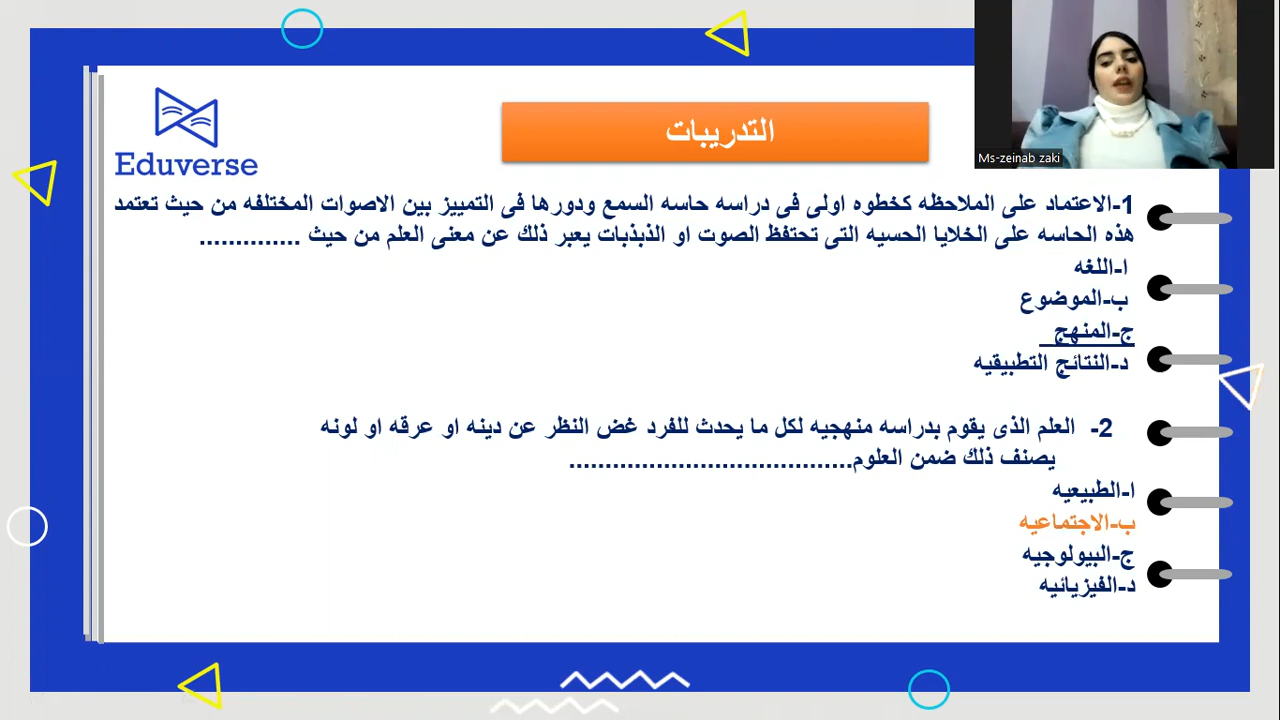 Ms-zeinab zaki
Eduverse
التدريبات
1-الاعتماد على الملاحظه كخطوه اولى فى دراسه حاسه السمع ودورها فى التمييز بين الاصوات المختلفه من حيث تعتمد
هذه الحاسه على الخلايا الحسيه التى تحتفظ الصوت او الذبذبات يعبر ذلك عن معنى العلم من حيث ..............
ا-اللغه
ب-الموضوع
ج-المنهج
د-النتائج التطبيقيه
2- العلم الذى يقوم بدراسه منهجيه لكل ما يحدث للفرد غض النظر عن دينه او عرقه او لونه
يصنف ذلك ضمن العلوم.......................................
ا-الطبيعيه
ب-الاجتماعيه
ج-البيولوجيه
د-الفيزيائيه